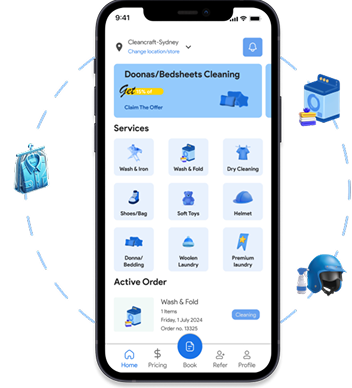 9:41
Cleancraft-Sydney
Change location/store
Doonas/Bedsheets Cleaning
Get
Claim The Offer
Services
Wash & Iron
Wash & Fold
Dry Cleaning
Shoes/Bag
Soft Toys
Helmet
Donna/
Bedding
Woolen
Laundry
Premium
laundry
Active Order
Wash & Fold
1 Items
Friday, 1 July 2024
Order no. 13325
Cleaning
Home
Pricing
Book
Refer
Profile